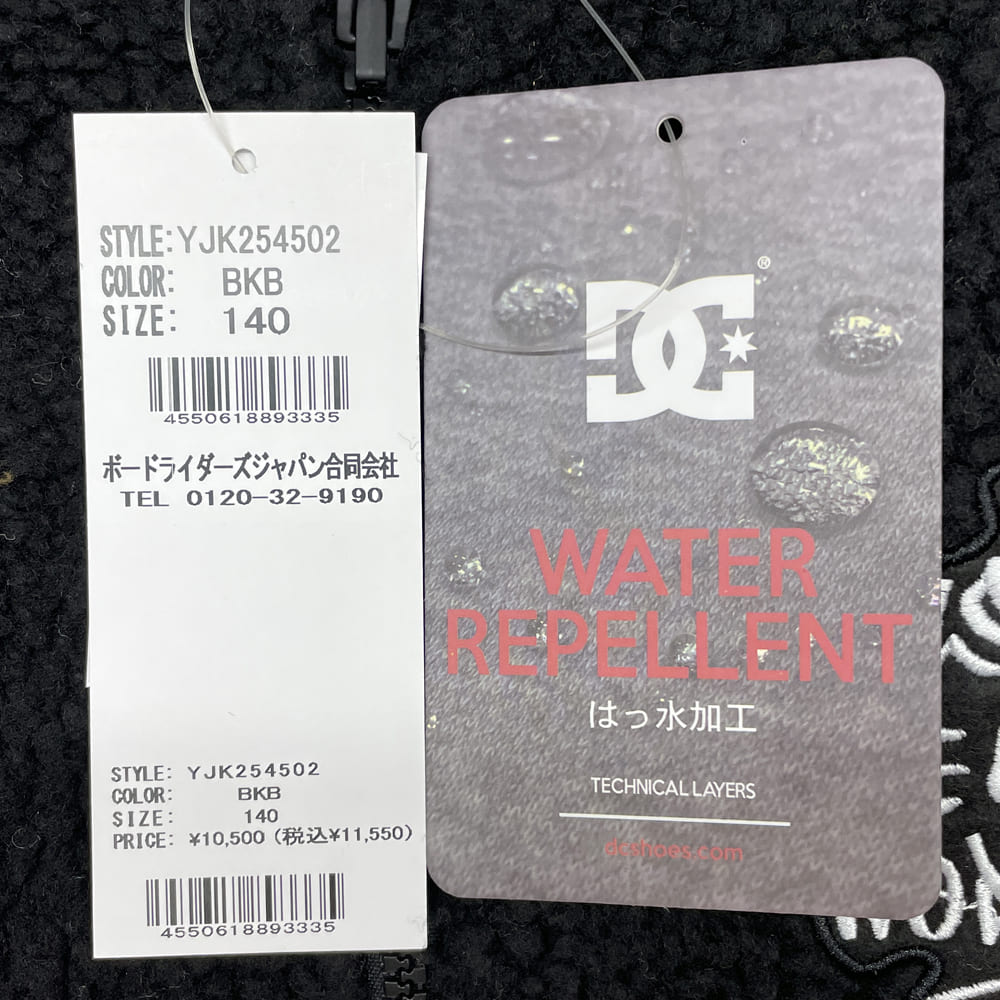 STYLE: YJK254502
COLOR: BKB
SIZE: 140
4550618893335
ボードライダーズジャパン合同会社
TEL 0120-32-9190
STYLE: YJK254502
COLOR: BKB
SIZE: 140
PRICE: ¥10,500 (税込¥11,550)
4550618893335
DC ®
WATER
REPELLENT
はっ水加工
TECHNICAL LAYERS
dcshoes.com